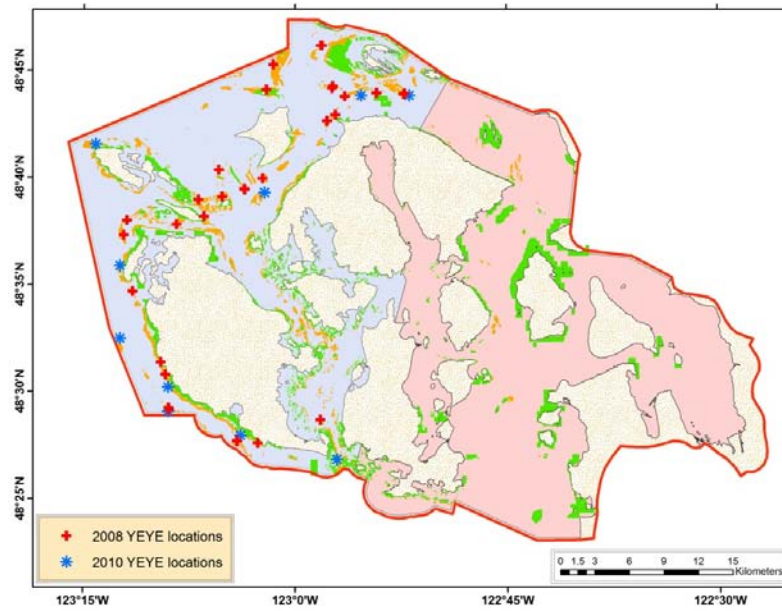 48°45'N
48°40'N
48°35'N
48°30'N
48°25'N
2008 YEYE locations
2010 YEYE locations
0 1.5 3 6 9 12 15
Kilometers
123°15'W 123°0'W 122°45'W 122°30'W